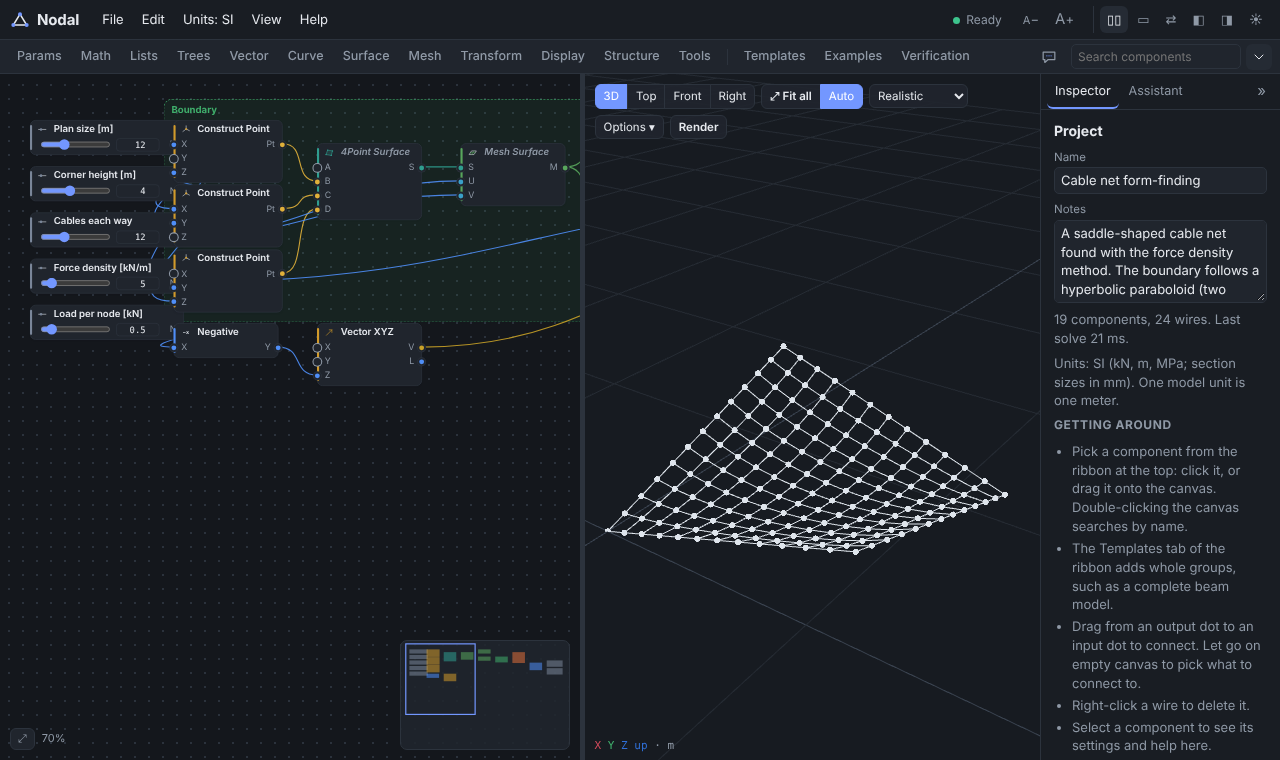 Nodal File Edit Units: SI View Help Ready A− A+
Params Math Lists Trees Vector Curve Surface Mesh Transform Display Structure Tools Templates Examples Verification Search components
Boundary
Plan size [m]
12
Corner height [m]
4
Cables each way
12
Force density [kN/m]
5
Load per node [kN]
0.5
Construct Point
X Pt
Y
Z
Construct Point
X Pt
Y
Z
Construct Point
X Pt
Y
Z
4Point Surface
A S
B
C
D
Mesh Surface
S M
U
V
Negative
X Y
Vector XYZ
X V
Y L
Z
70%
3D Top Front Right Fit all Auto Realistic
Options ▾ Render
X Y Z up · m
Inspector Assistant »
Project
Name
Cable net form-finding
Notes
A saddle-shaped cable net
found with the force density
method. The boundary follows a
hyperbolic paraboloid (two
19 components, 24 wires. Last
solve 21 ms.
Units: SI (kN, m, MPa; section
sizes in mm). One model unit is
one meter.
GETTING AROUND
• Pick a component from the
ribbon at the top: click it, or
drag it onto the canvas.
Double-clicking the canvas
searches by name.
• The Templates tab of the
ribbon adds whole groups,
such as a complete beam
model.
• Drag from an output dot to an
input dot to connect. Let go on
empty canvas to pick what to
connect to.
• Right-click a wire to delete it.
• Select a component to see its
settings and help here.